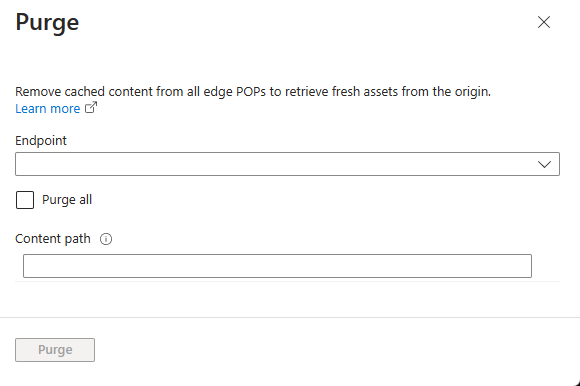 Purge
Remove cached content from all edge POPs to retrieve fresh assets from the origin.
Learn more
Endpoint
Purge all
Content path
Purge